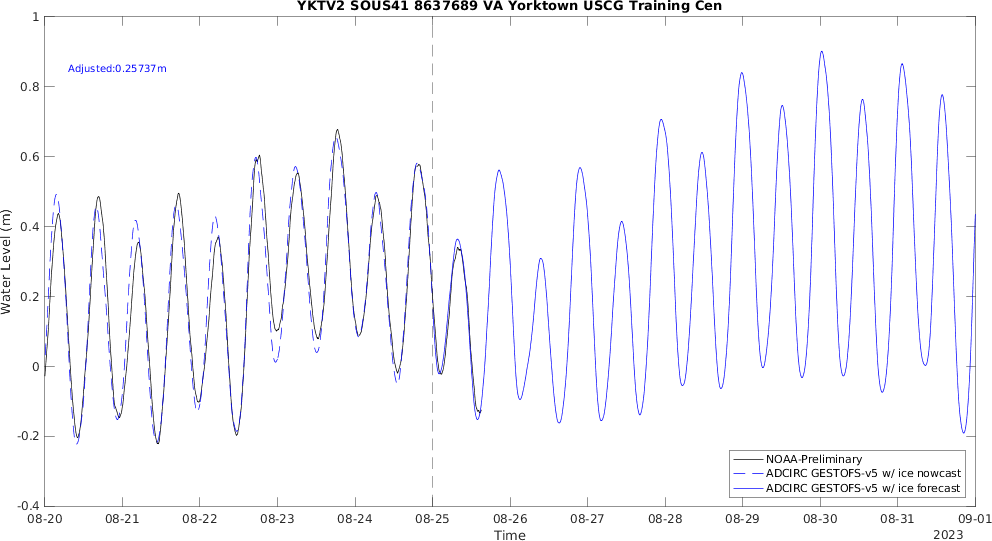 YKTV2 SOUS41 8637689 VA Yorktown USCG Training Cen
Adjusted:0.25737m
Water Level (m)
1
0.8
0.6
0.4
0.2
0
-0.2
-0.4
NOAA-Preliminary
ADCIRC GESTOFS-v5 w/ ice nowcast
ADCIRC GESTOFS-v5 w/ ice forecast
08-20 08-21 08-22 08-23 08-24 08-25 08-26 08-27 08-28 08-29 08-30 08-31 09-01
Time
2023